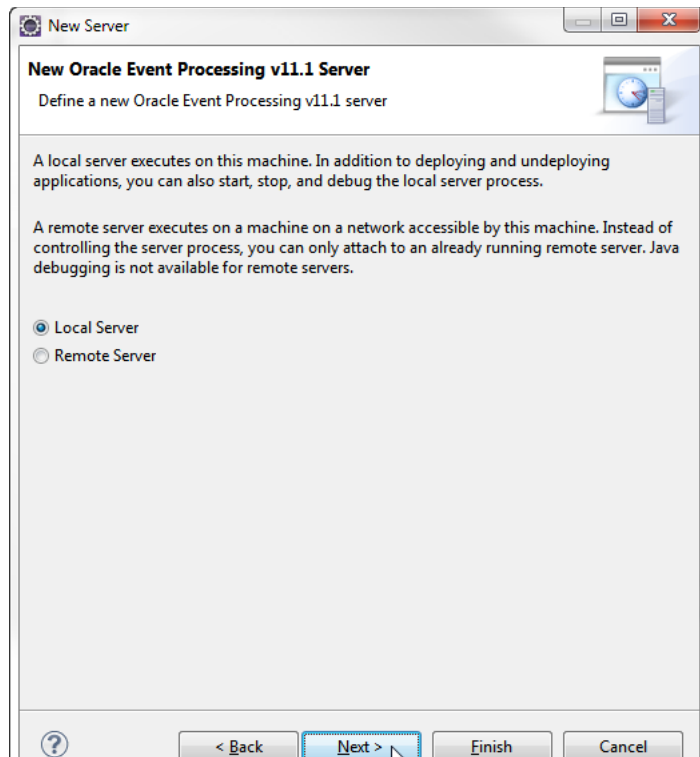 New Server
New Oracle Event Processing v11.1 Server
Define a new Oracle Event Processing v11.1 server
A local server executes on this machine. In addition to deploying and undeploying
applications, you can also start, stop, and debug the local server process.
A remote server executes on a machine on a network accessible by this machine. Instead of
controlling the server process, you can only attach to an already running remote server. Java
debugging is not available for remote servers.
Local Server
Remote Server
? < Back Next > Finish Cancel